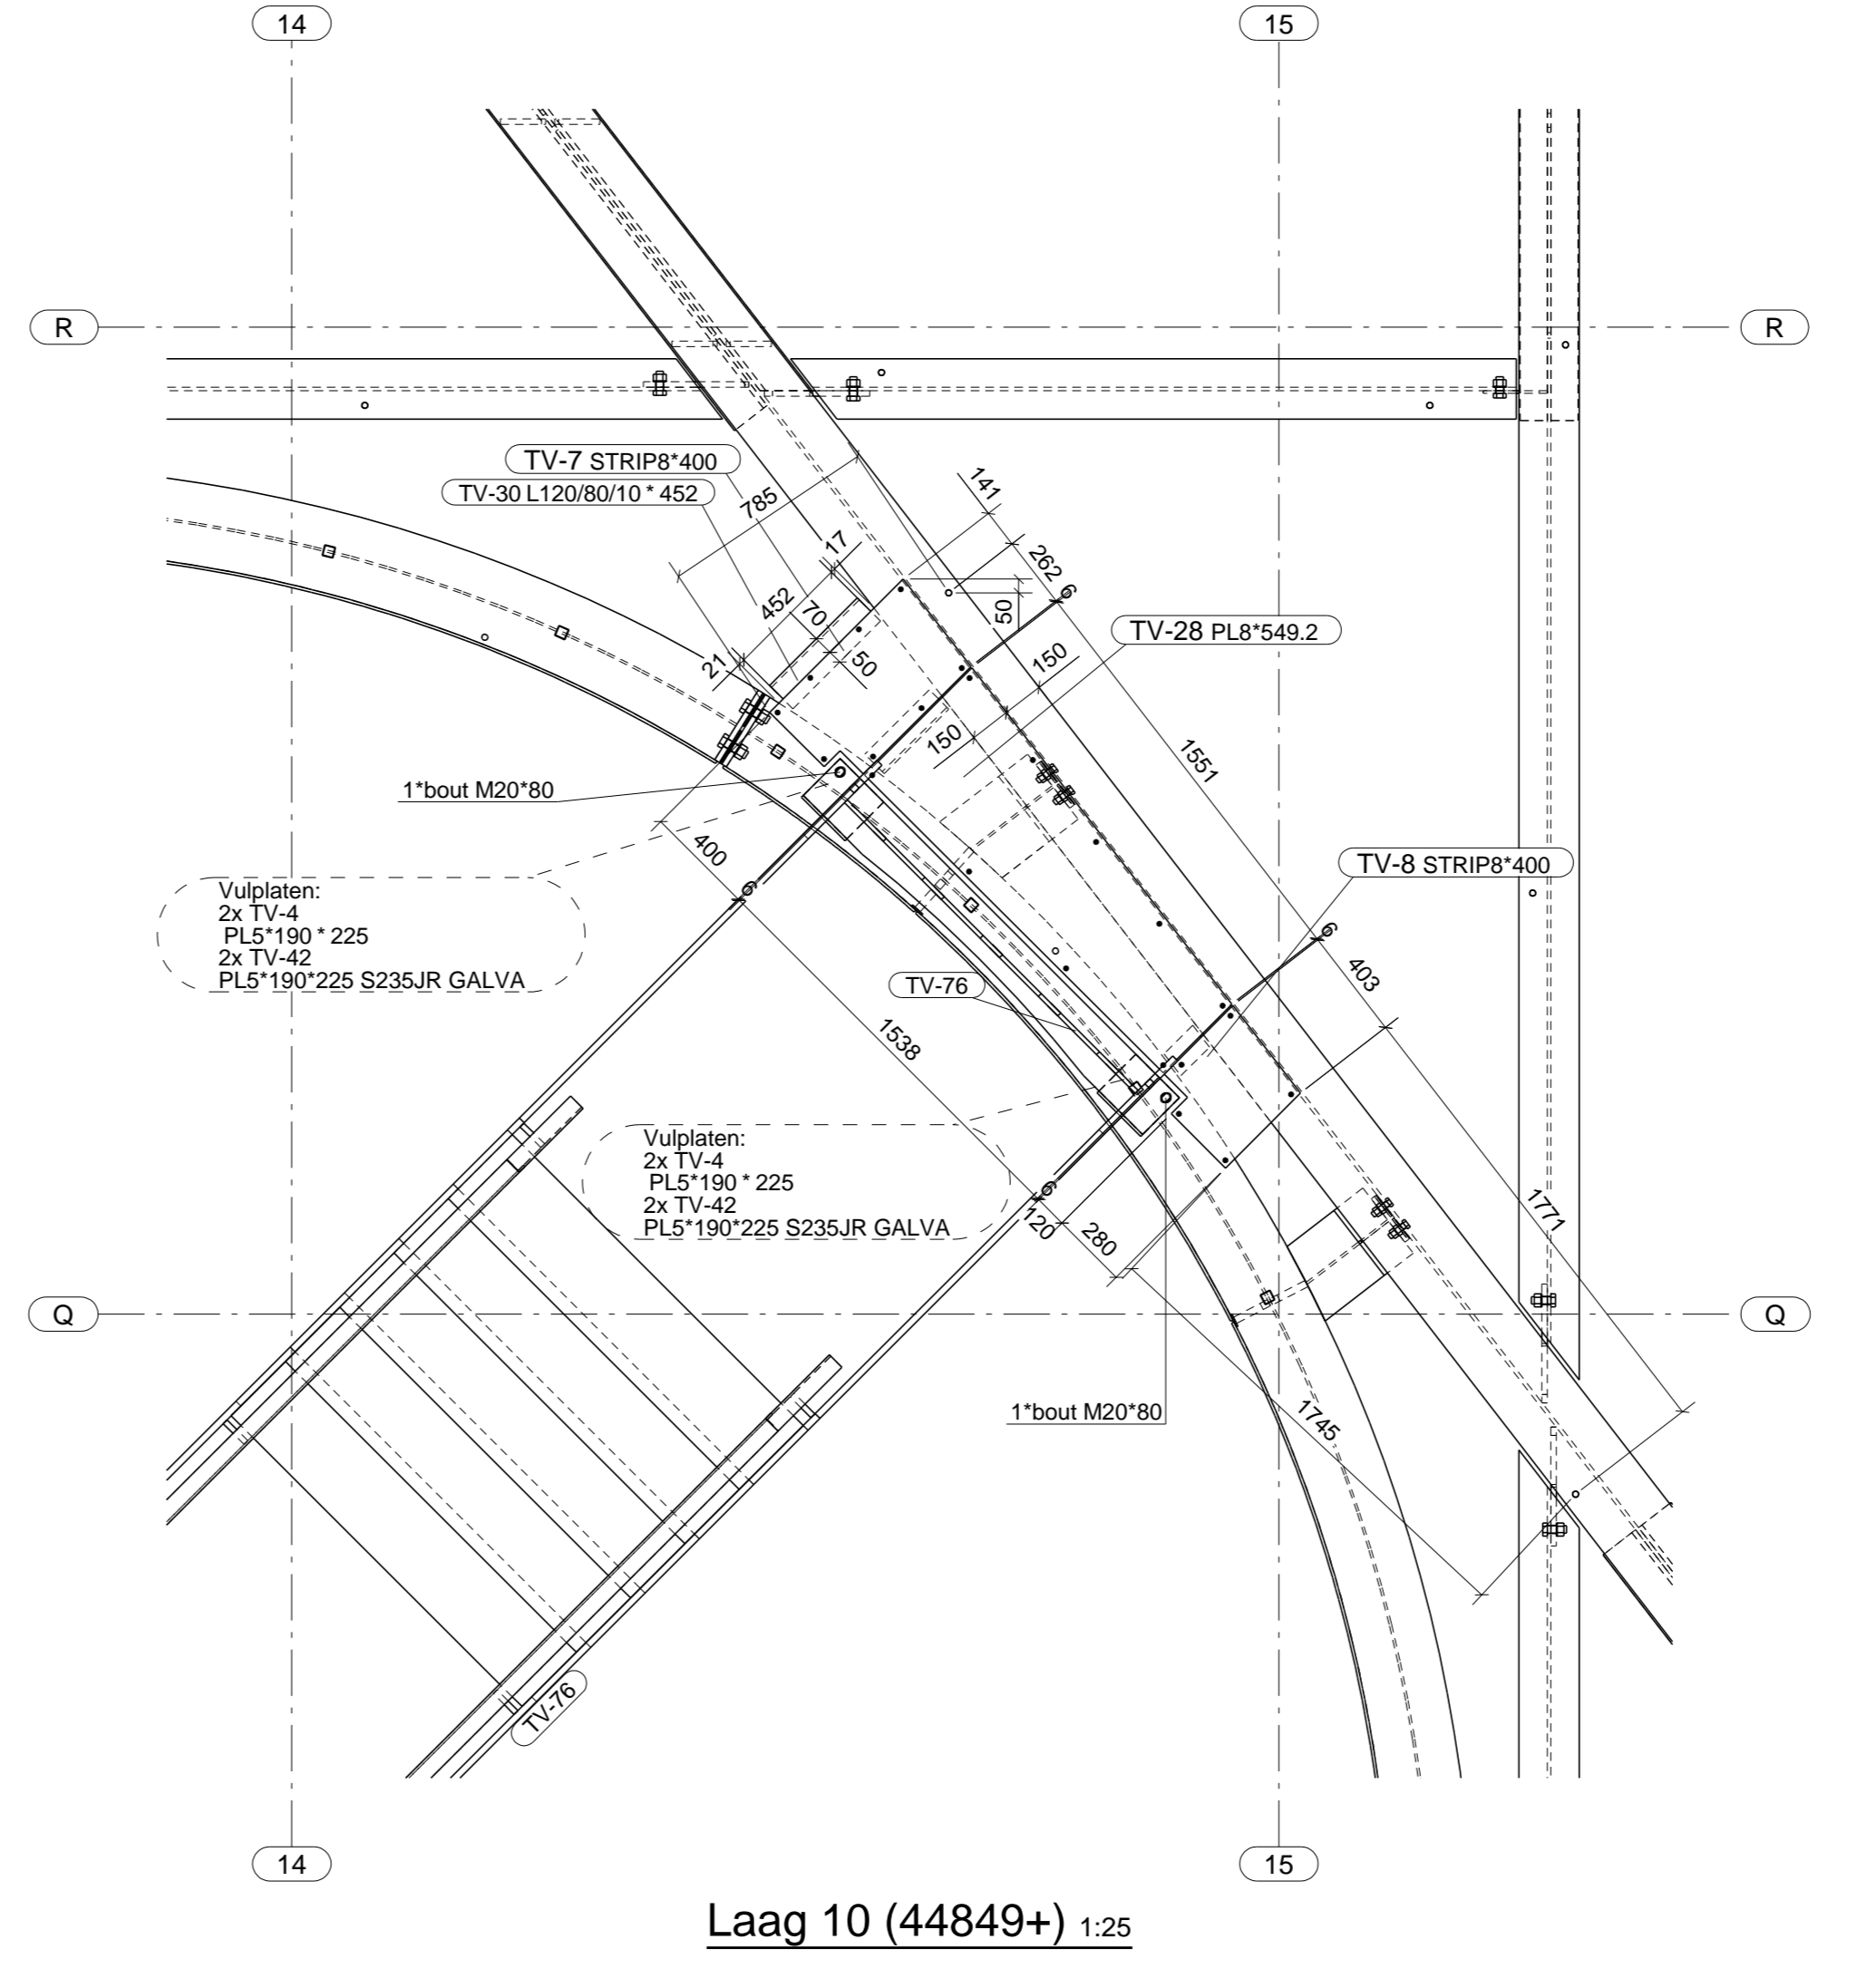 14
15
R
R
TV-7 STRIP8*400
TV-30 L120/80/10 * 452
785
141
17
262
6
452
70
50
50
21
TV-28 PL8*549.2
150
150
1551
1*bout M20*80
400
TV-8 STRIP8*400
6
Vulplaten:
2x TV-4
PL5*190 * 225
2x TV-42
PL5*190*225 S235JR GALVA
6
403
TV-76
1538
Vulplaten:
2x TV-4
PL5*190 * 225
2x TV-42
PL5*190*225 S235JR GALVA
6
120
280
1771
Q
Q
1*bout M20*80
1745
TV-76
14
15
Laag 10 (44849+) 1:25